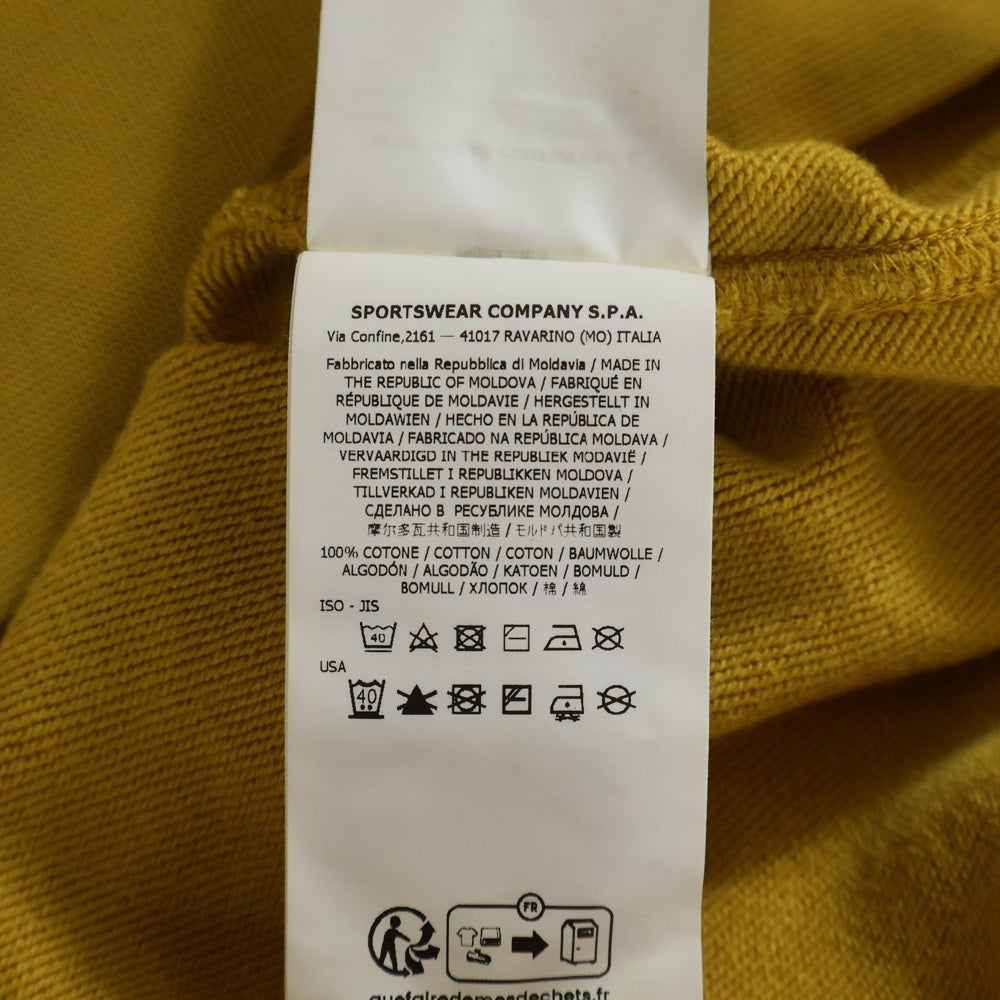 SPORTSWEAR COMPANY S.P.A.
Via Confine,2161 — 41017 RAVARINO (MO) ITALIA
Fabbricato nella Repubblica di Moldavia / MADE IN
THE REPUBLIC OF MOLDOVA / FABRIQUÉ EN
RÉPUBLIQUE DE MOLDAVIE / HERGESTELLT IN
MOLDAWIEN / HECHO EN LA REPÚBLICA DE
MOLDAVIA / FABRICADO NA REPÚBLICA MOLDAVA /
VERVAARDIGD IN THE REPUBLIEK MODAVIË /
FREMSTILLET I REPUBLIKKEN MOLDOVA /
TILLVERKAD I REPUBLIKEN MOLDAVIEN /
СДЕЛАНО В РЕСУБЛИКЕ МОЛДОВА /
摩尔多瓦共和国制造 / モルドバ共和国製
100% COTONE / COTTON / COTON / BAUMWOLLE /
ALGODÓN / ALGODÃO / KATOEN / BOMULD /
BOMULL / ХЛОПОК / 棉 / 綿
ISO - JIS
40
USA
40
FR
quefairedemesdechets.fr